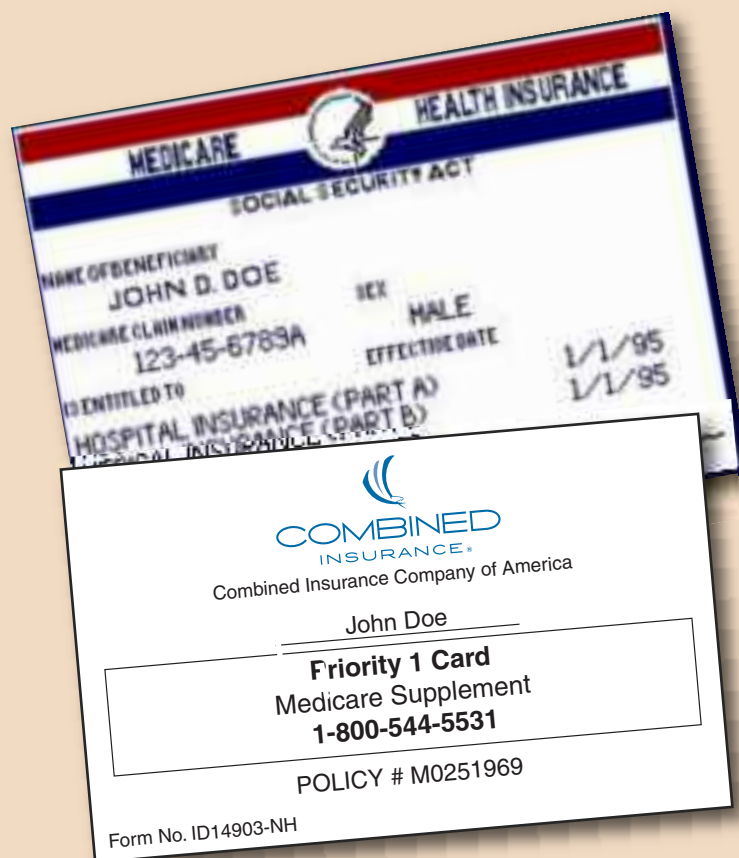 MEDICARE HEALTH INSURANCE
SOCIAL SECURITY ACT
NAME OF BENEFICIARY
JOHN D. DOE
MEDICARE CLAIM NUMBER SEX
123-45-6789A MALE
IS ENTITLED TO EFFECTIVE DATE
HOSPITAL INSURANCE (PART A) 1/1/95
INSURANCE (PART B) 1/1/95
COMBINED
INSURANCE®
Combined Insurance Company of America
John Doe
Priority 1 Card
Medicare Supplement
1-800-544-5531
POLICY # M0251969
Form No. ID14903-NH